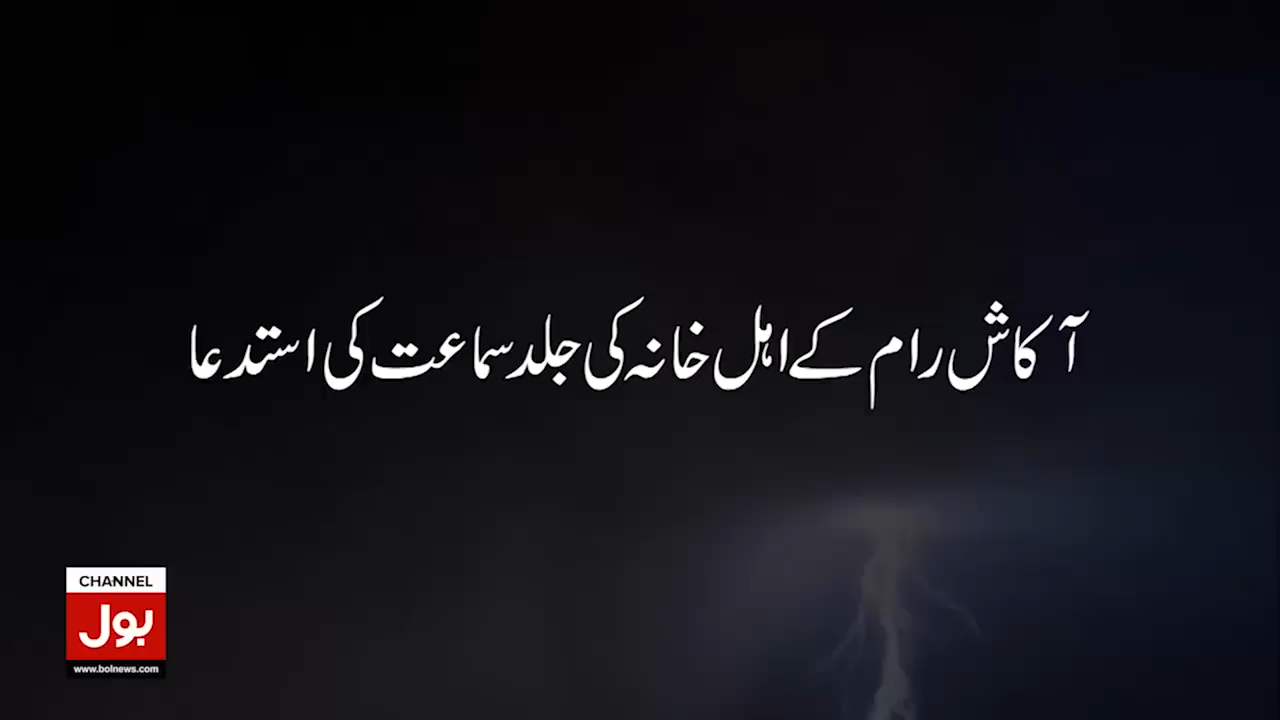 آکاش رام کے اہل خانہ کی جلد سماعت کی استدعا
CHANNEL
بول
www.bolnews.com